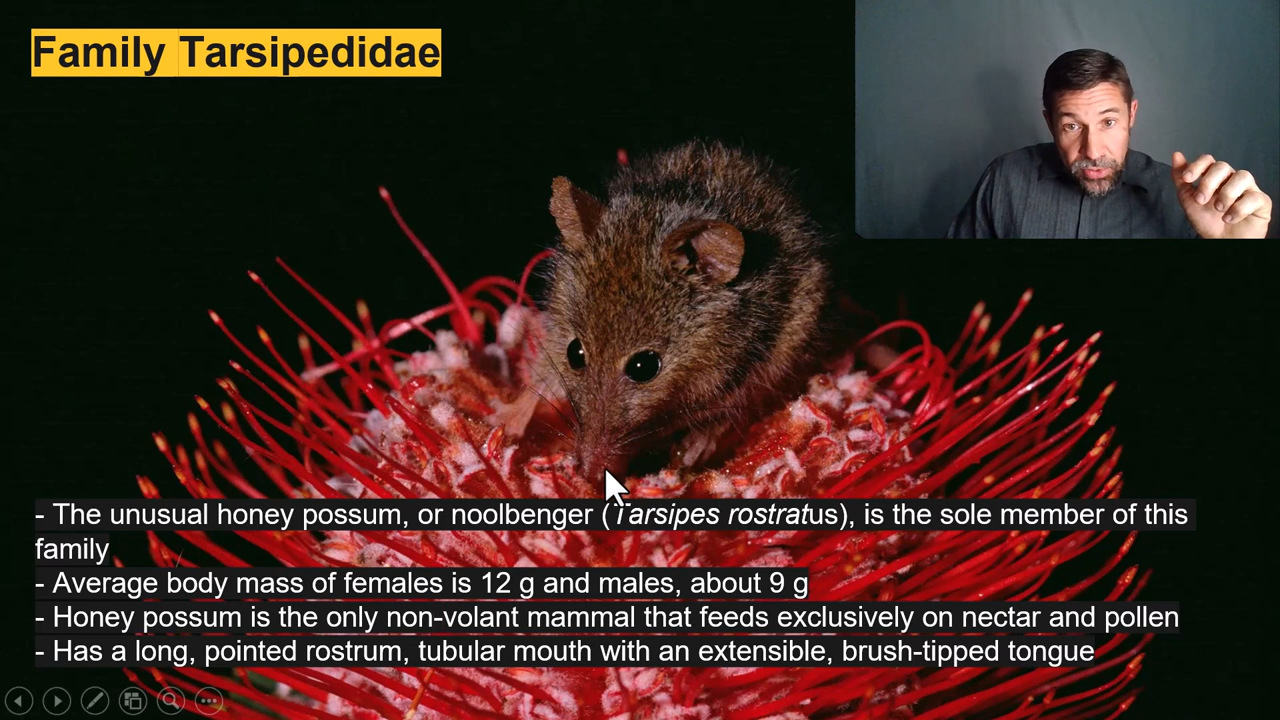 Family Tarsipedidae
- The unusual honey possum, or noolbenger (Tarsipes rostratus), is the sole member of this
family
- Average body mass of females is 12 g and males, about 9 g
- Honey possum is the only non-volant mammal that feeds exclusively on nectar and pollen
- Has a long, pointed rostrum, tubular mouth with an extensible, brush-tipped tongue